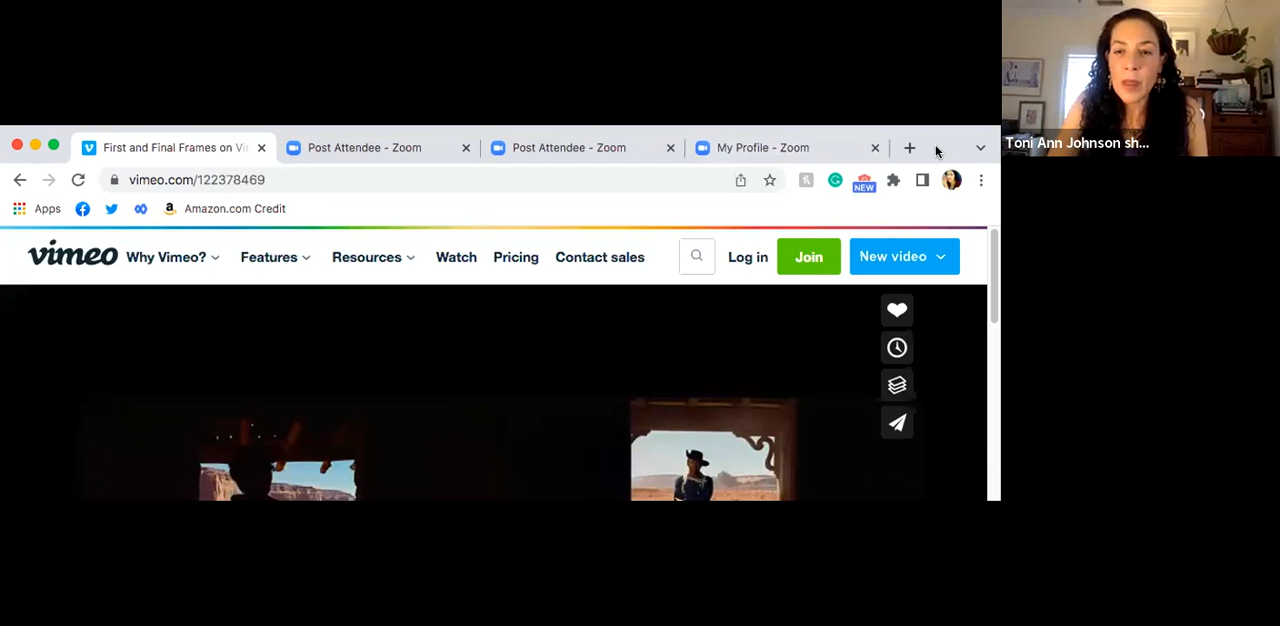 First and Final Frames on Vi
Post Attendee - Zoom
Post Attendee - Zoom
My Profile - Zoom
vimeo.com/122378469
NEW
Apps
Amazon.com Credit
vimeo
Why Vimeo?
Features
Resources
Watch
Pricing
Contact sales
Log in
Join
New video
Toni Ann Johnson sh...